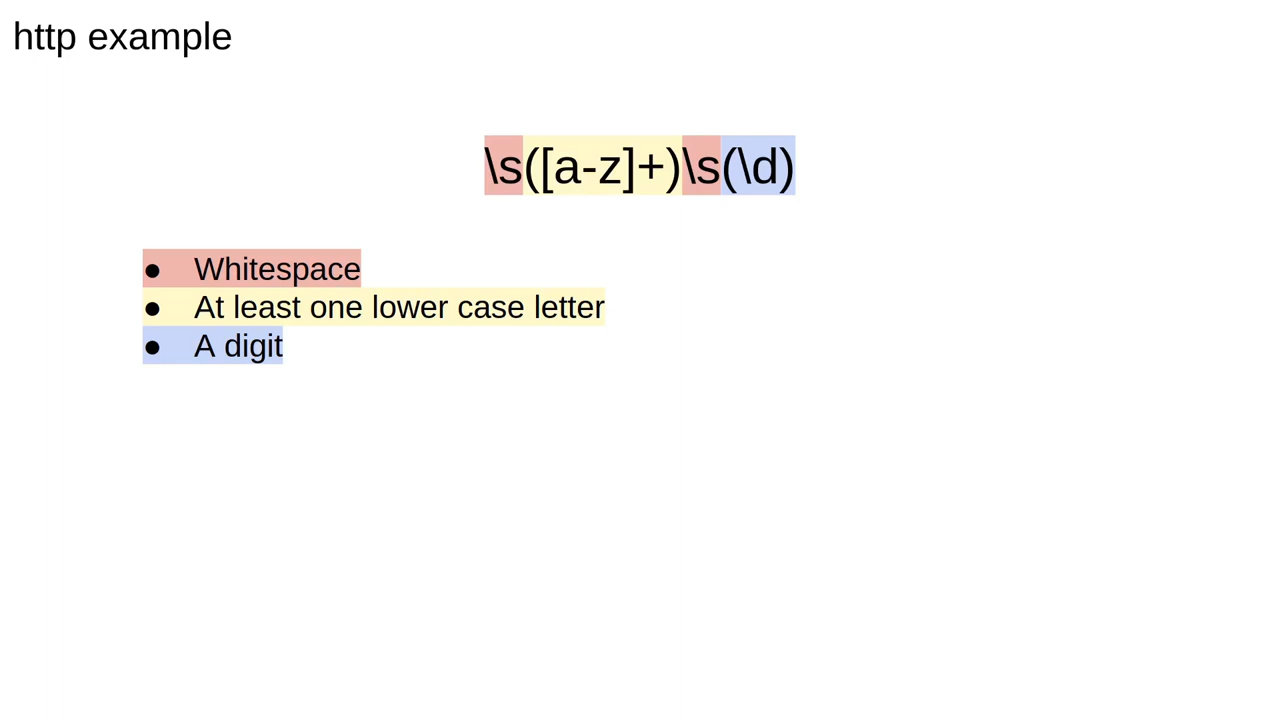 http example
\s([a-z]+)\s(\d)
● Whitespace
● At least one lower case letter
● A digit